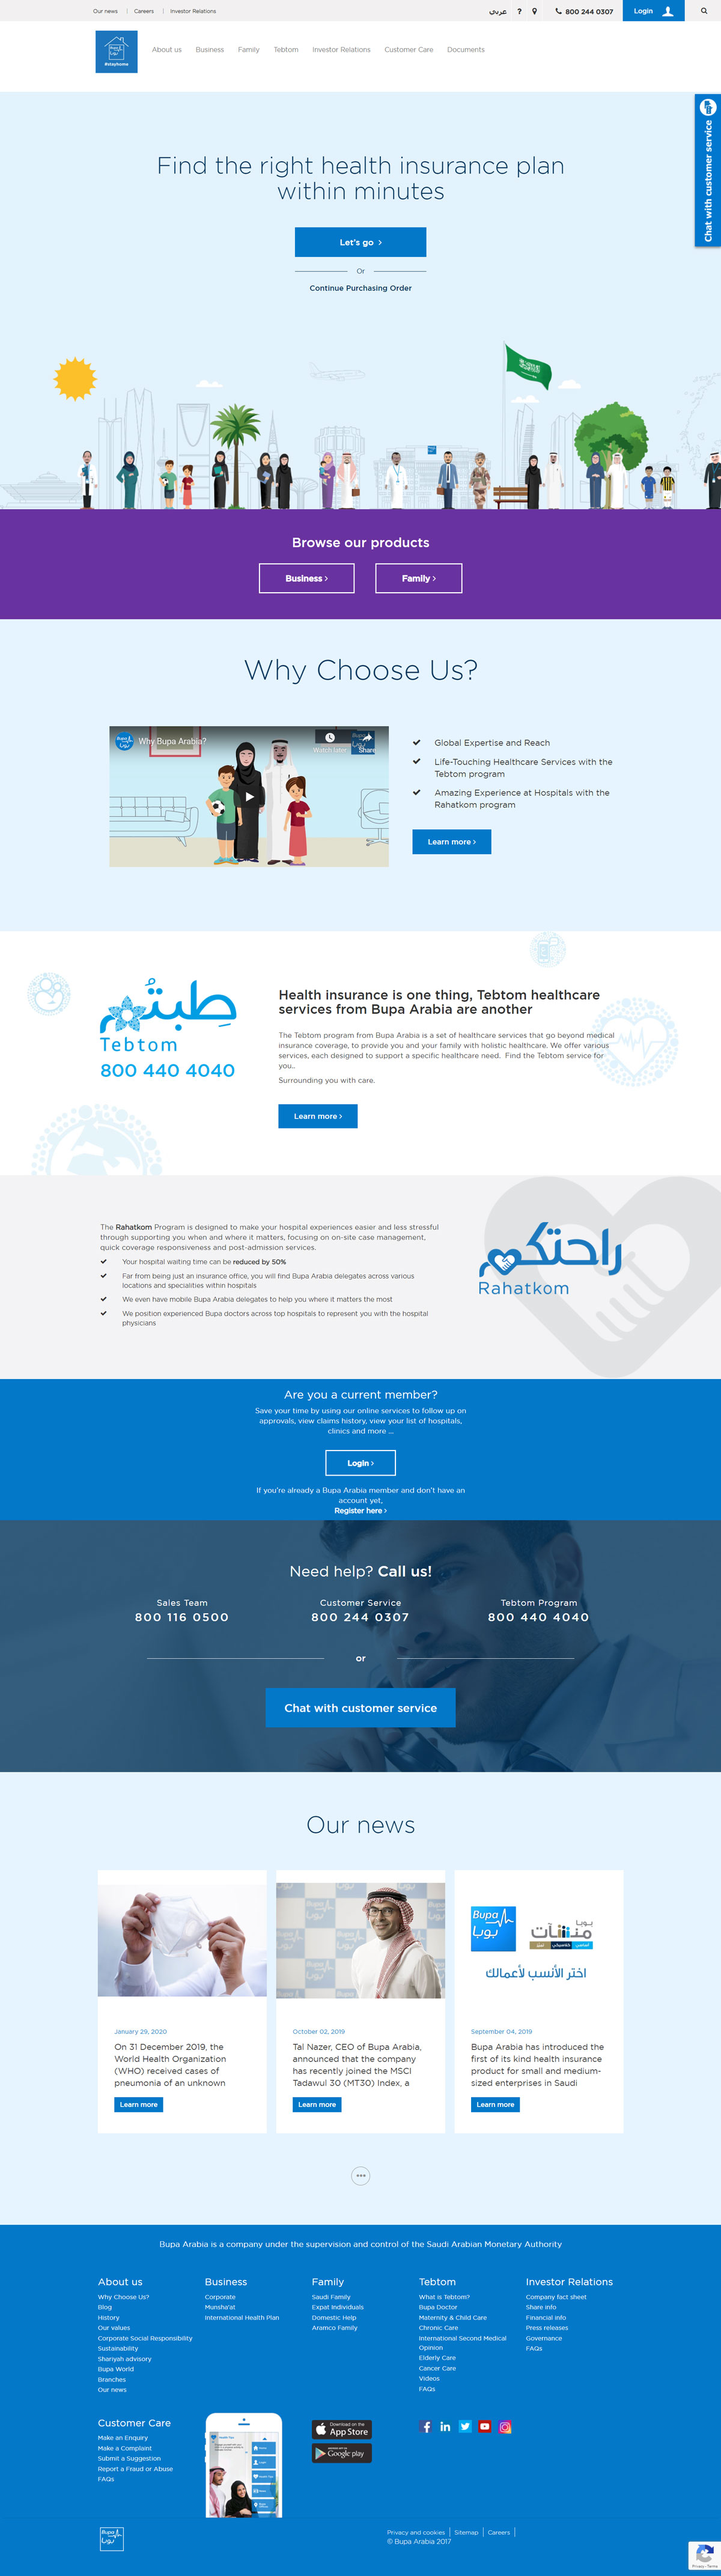 Our news | Careers | Investor Relations
عربي ? 800 244 0307 Login
Bupa
بوبا
#stayhome
About us Business Family Tebtom Investor Relations Customer Care Documents
Chat with customer service
Find the right health insurance plan
within minutes
Let's go >
Or
Continue Purchasing Order
Browse our products
Business >
Family >
Why Choose Us?
Why Bupa Arabia?
Watch later
Share
Global Expertise and Reach
Life-Touching Healthcare Services with the
Tebtom program
Amazing Experience at Hospitals with the
Rahatkom program
Learn more >
طبتُم
Tebtom
800 440 4040
Health insurance is one thing, Tebtom healthcare
services from Bupa Arabia are another
The Tebtom program from Bupa Arabia is a set of healthcare services that go beyond medical
insurance coverage, to provide you and your family with holistic healthcare. We offer various
services, each designed to support a specific healthcare need. Find the Tebtom service for
you..
Surrounding you with care.
Learn more >
The Rahatkom Program is designed to make your hospital experiences easier and less stressful
through supporting you when and where it matters, focusing on on-site case management,
quick coverage responsiveness and post-admission services.
Your hospital waiting time can be reduced by 50%
Far from being just an insurance office, you will find Bupa Arabia delegates across various
locations and specialities within hospitals
We even have mobile Bupa Arabia delegates to help you where it matters the most
We position experienced Bupa doctors across top hospitals to represent you with the hospital
physicians
راحتكم
Rahatkom
Are you a current member?
Save your time by using our online services to follow up on
approvals, view claims history, view your list of hospitals,
clinics and more ...
Login >
If you're already a Bupa Arabia member and don't have an
account yet,
Register here >
Need help? Call us!
Sales Team
800 116 0500
Customer Service
800 244 0307
Tebtom Program
800 440 4040
or
Chat with customer service
Our news
January 29, 2020
On 31 December 2019, the
World Health Organization
(WHO) received cases of
pneumonia of an unknown
Learn more
October 02, 2019
Tal Nazer, CEO of Bupa Arabia,
announced that the company
has recently joined the MSCI
Tadawul 30 (MT30) Index, a
Learn more
Bupa
بوبا
بوبا
منشآت
اختر الأنسب لأعمالك
September 04, 2019
Bupa Arabia has introduced the
first of its kind health insurance
product for small and medium-
sized enterprises in Saudi
Learn more
Bupa Arabia is a company under the supervision and control of the Saudi Arabian Monetary Authority
About us
Why Choose Us?
Blog
History
Our values
Corporate Social Responsibility
Sustainability
Shariyah advisory
Bupa World
Branches
Our news
Business
Corporate
Munsha'at
International Health Plan
Family
Saudi Family
Expat Individuals
Domestic Help
Aramco Family
Tebtom
What is Tebtom?
Bupa Doctor
Maternity & Child Care
Chronic Care
International Second Medical
Opinion
Elderly Care
Cancer Care
Videos
FAQs
Investor Relations
Company fact sheet
Share info
Financial info
Press releases
Governance
FAQs
Customer Care
Make an Enquiry
Make a Complaint
Submit a Suggestion
Report a Fraud or Abuse
FAQs
Download on the
App Store
Google play
Bupa
بوبا
Privacy and cookies | Sitemap | Careers |
© Bupa Arabia 2017
Privacy - Terms